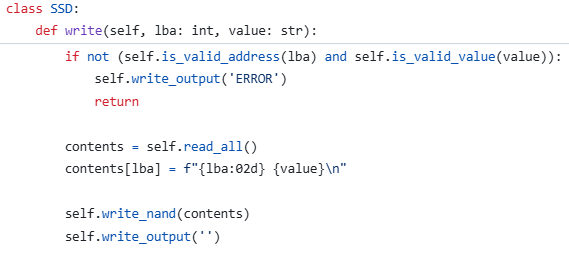 class SSD:
    def write(self, lba: int, value: str):
        if not (self.is_valid_address(lba) and self.is_valid_value(value)):
            self.write_output('ERROR')
            return

        contents = self.read_all()
        contents[lba] = f"{lba:02d} {value}\n"

        self.write_nand(contents)
        self.write_output('')